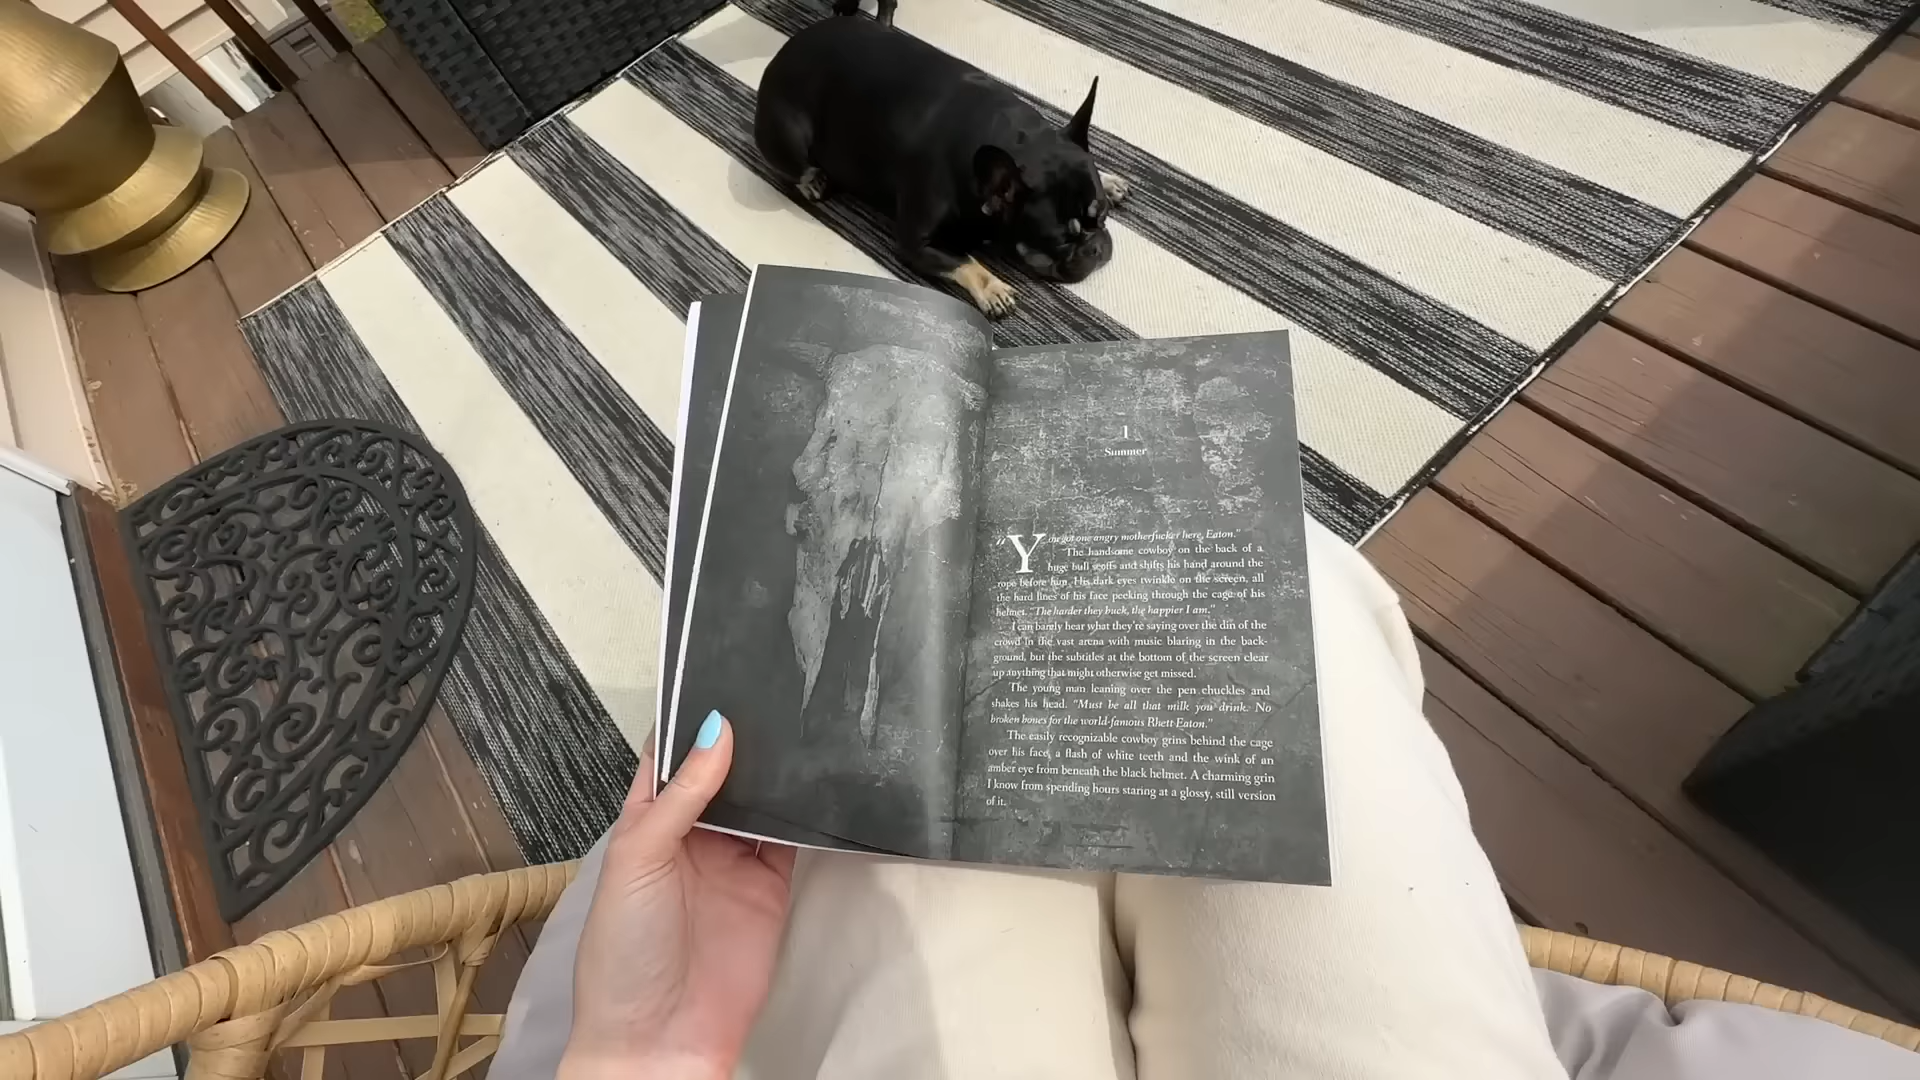 1
Summer
“You got one angry motherfucker here, Eaton.”
The handsome cowboy on the back of a
huge bull scoffs and shifts his hand around the
rope before him. His dark eyes twinkle on the screen, all
the hard lines of his face peeking through the cage of his
helmet. “The harder they buck, the happier I am.”
I can barely hear what they’re saying over the din of the
crowd in the vast arena with music blaring in the back-
ground, but the subtitles at the bottom of the screen clear
up anything that might otherwise get missed.
The young man leaning over the pen chuckles and
shakes his head. “Must be all that milk you drink. No
broken bones for the world-famous Rhett Eaton.”
The easily recognizable cowboy grins behind the cage
over his face, a flash of white teeth and the wink of an
amber eye from beneath the black helmet. A charming grin
I know from spending hours staring at a glossy, still version
of it.